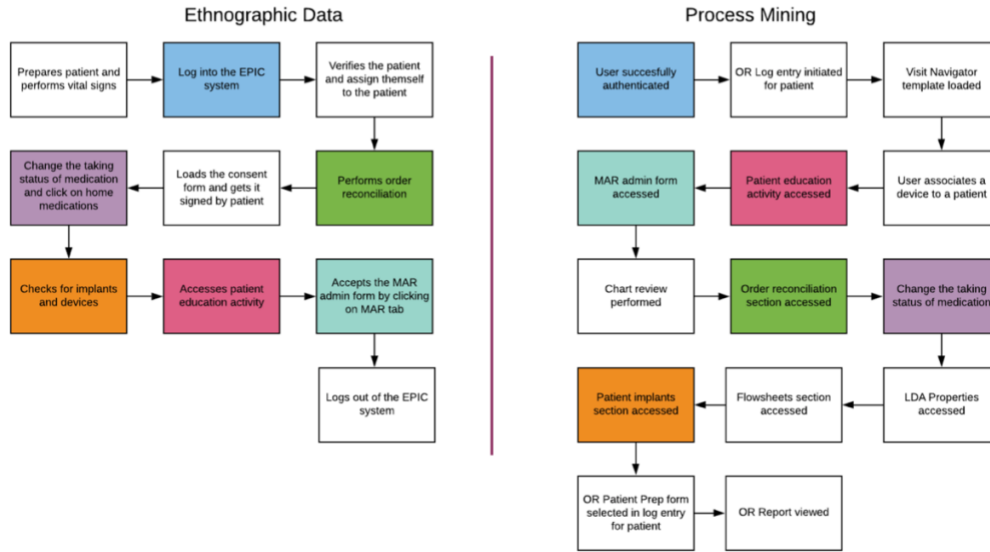 Ethnographic Data
Prepares patient and
performs vital signs
Log into the EPIC
system
Verifies the patient
and assign themself
to the patient
Performs order
reconciliation
Loads the consent
form and gets it
signed by patient
Change the taking
status of medication
and click on home
medications
Checks for implants
and devices
Accesses patient
education activity
Accepts the MAR
admin form by clicking
on MAR tab
Logs out of the EPIC
system
Process Mining
User succesfully
authenticated
OR Log entry initiated
for patient
Visit Navigator
template loaded
User associates a
device to a patient
Patient education
activity accessed
MAR admin form
accessed
Chart review
performed
Order reconciliation
section accessed
Change the taking
status of medication
LDA Properties
accessed
Flowsheets section
accessed
Patient implants
section accessed
OR Patient Prep form
selected in log entry
for patient
OR Report viewed